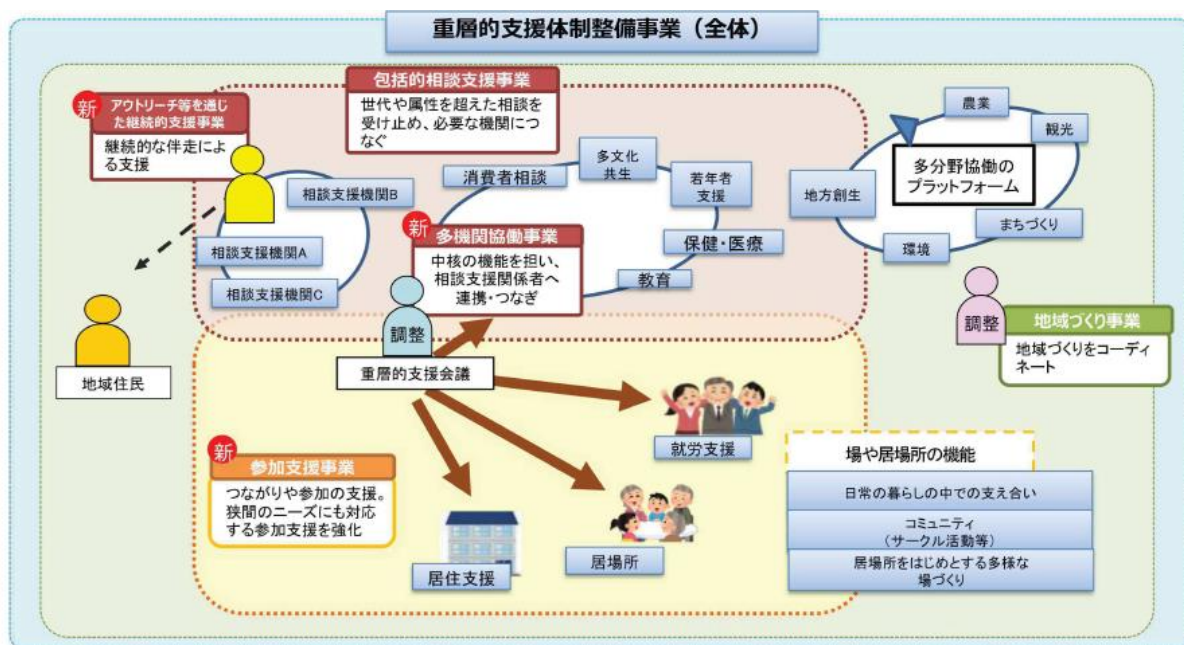 重層的支援体制整備事業（全体）
新
アウトリーチ等を通じ
た継続的支援事業
継続的な伴走によ
る支援
包括的相談支援事業
世代や属性を超えた相談を
受け止め、必要な機関につ
なぐ
相談支援機関B
相談支援機関A
相談支援機関C
消費者相談
多文化
共生
若年者
支援
保健・医療
教育
新
多機関協働事業
中核の機能を担い、
相談支援関係者へ
連携・つなぎ
農業
観光
多分野協働の
プラットフォーム
地方創生
まちづくり
環境
調整
地域づくり事業
地域づくりをコーディ
ネート
地域住民
調整
重層的支援会議
就労支援
居場所
居住支援
新
参加支援事業
つながりや参加の支援。
狭間のニーズにも対応
する参加支援を強化
場や居場所の機能
日常の暮らしの中での支え合い
コミュニティ
（サークル活動等）
居場所をはじめとする多様な
場づくり